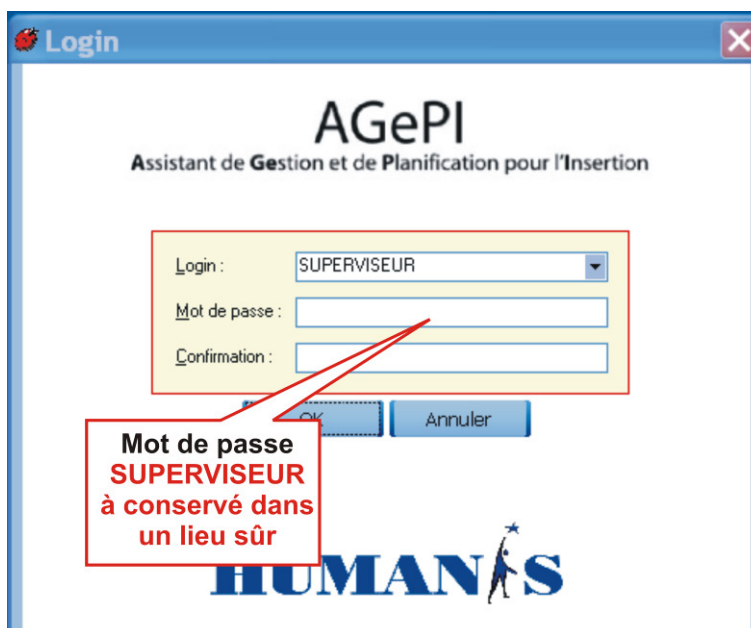 Login
AGePI
Assistant de Gestion et de Planification pour l'Insertion
Login : SUPERVISEUR
Mot de passe :
Confirmation :
OK Annuler
Mot de passe
SUPERVISEUR
à conservé dans
un lieu sûr
HUMANIS